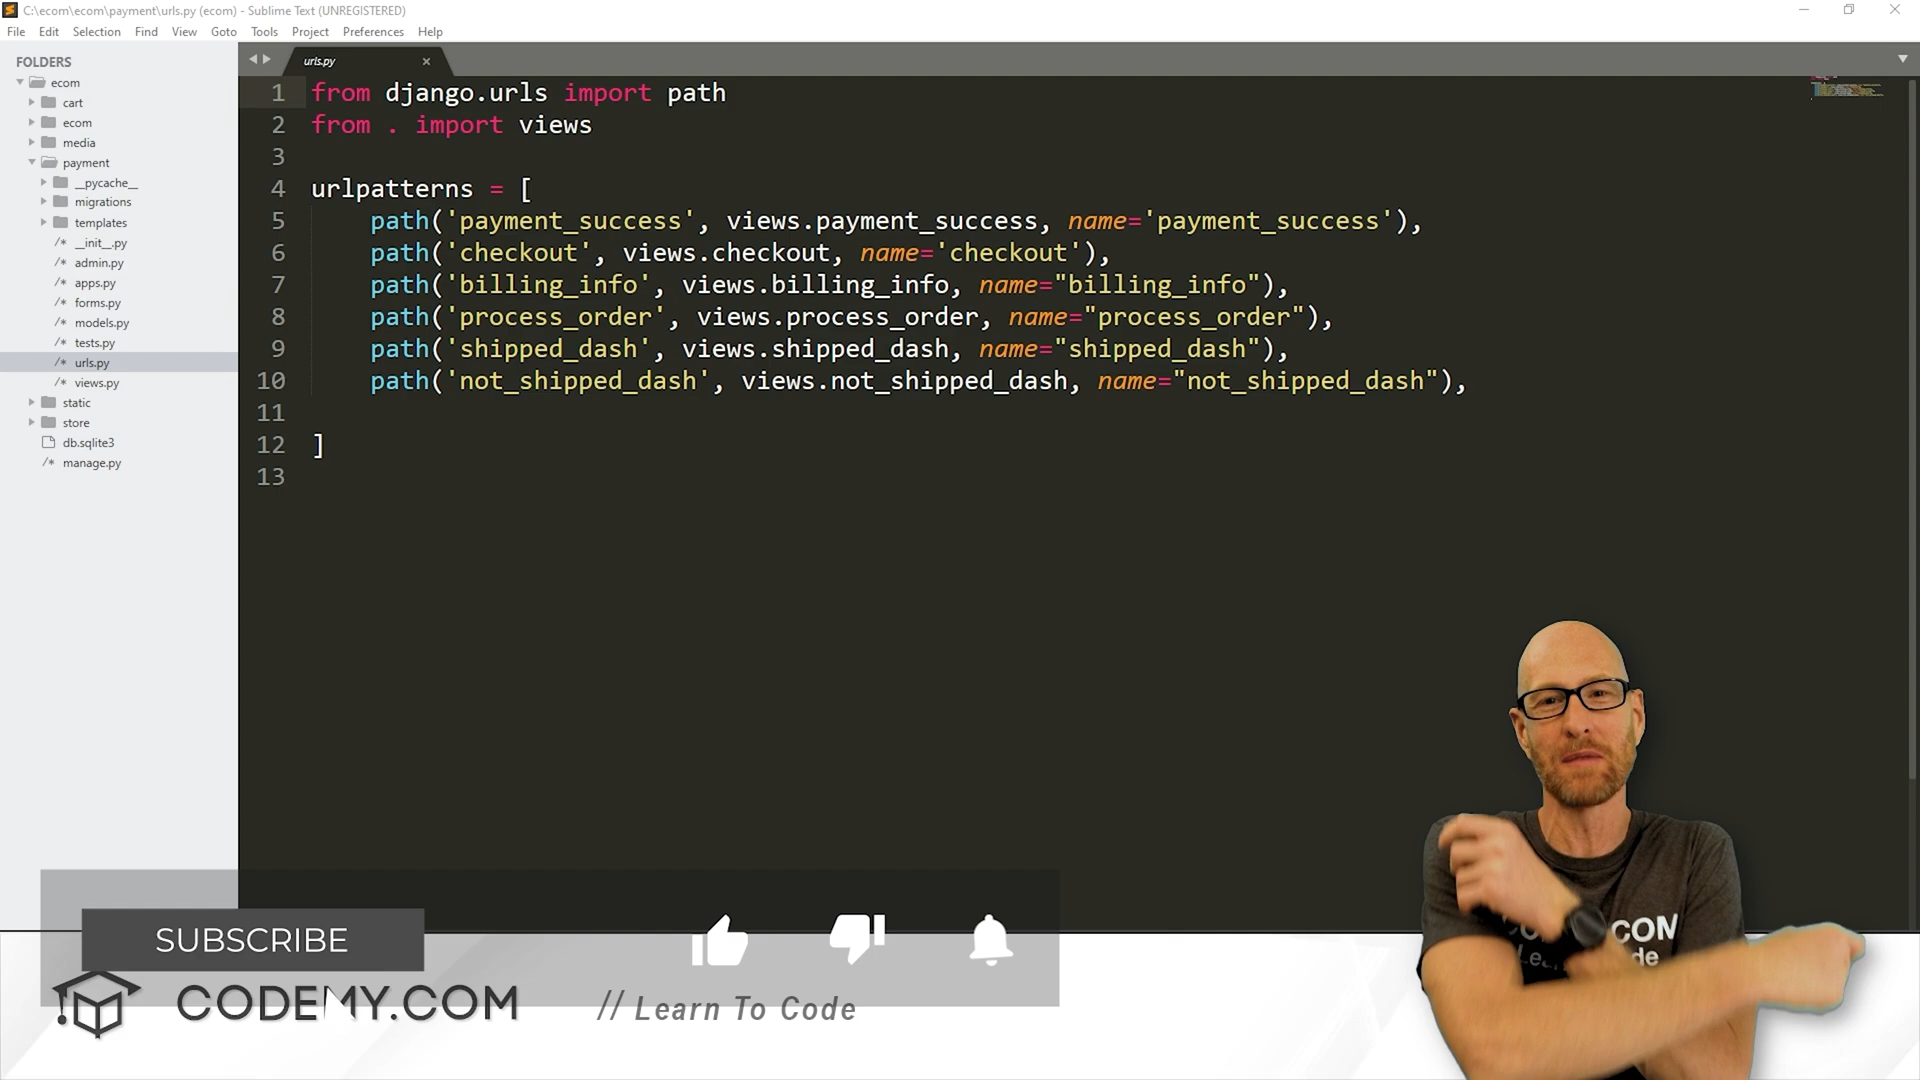 C:\ecom\ecom\payment\urls.py (ecom) - Sublime Text (UNREGISTERED)
File Edit Selection Find View Goto Tools Project Preferences Help
FOLDERS
ecom
cart
ecom
media
payment
__pycache__
migrations
templates
/* __init__.py
/* admin.py
/* apps.py
/* forms.py
/* models.py
/* tests.py
/* urls.py
/* views.py
static
store
db.sqlite3
/* manage.py
urls.py
1 from django.urls import path
2 from . import views
3
4 urlpatterns = [
5 path('payment_success', views.payment_success, name='payment_success'),
6 path('checkout', views.checkout, name='checkout'),
7 path('billing_info', views.billing_info, name="billing_info"),
8 path('process_order', views.process_order, name="process_order"),
9 path('shipped_dash', views.shipped_dash, name="shipped_dash"),
10 path('not_shipped_dash', views.not_shipped_dash, name="not_shipped_dash"),
11
12 ]
13
SUBSCRIBE
CODEMY.COM // Learn To Code